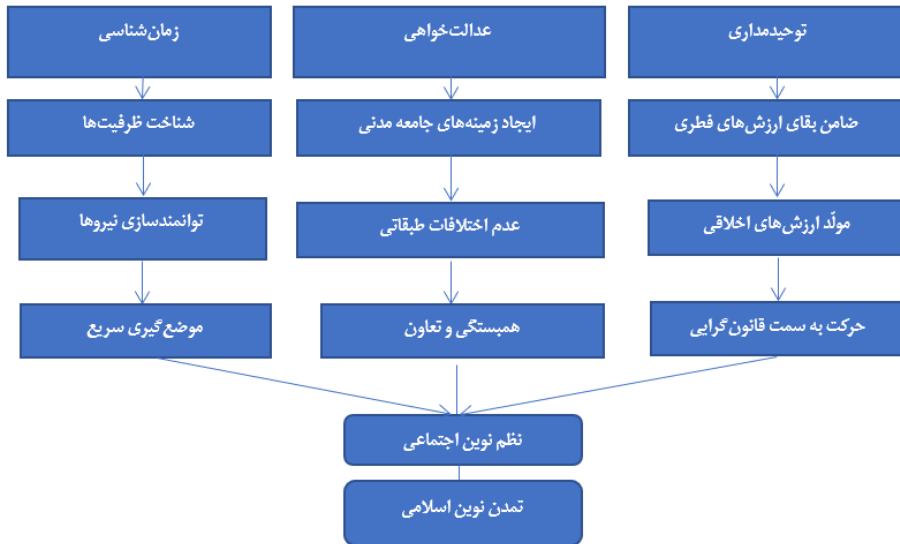 توحیدمداری
عدالت‌خواهی
زمان‌شناسی
ضامن بقای ارزش‌های فطری
ایجاد زمینه‌های جامعه مدنی
شناخت ظرفیت‌ها
مولّد ارزش‌های اخلاقی
عدم اختلافات طبقاتی
توانمندسازی نیروها
حرکت به سمت قانون‌گرایی
همبستگی و تعاون
موضع‌گیری سریع
نظم نوین اجتماعی
تمدن نوین اسلامی